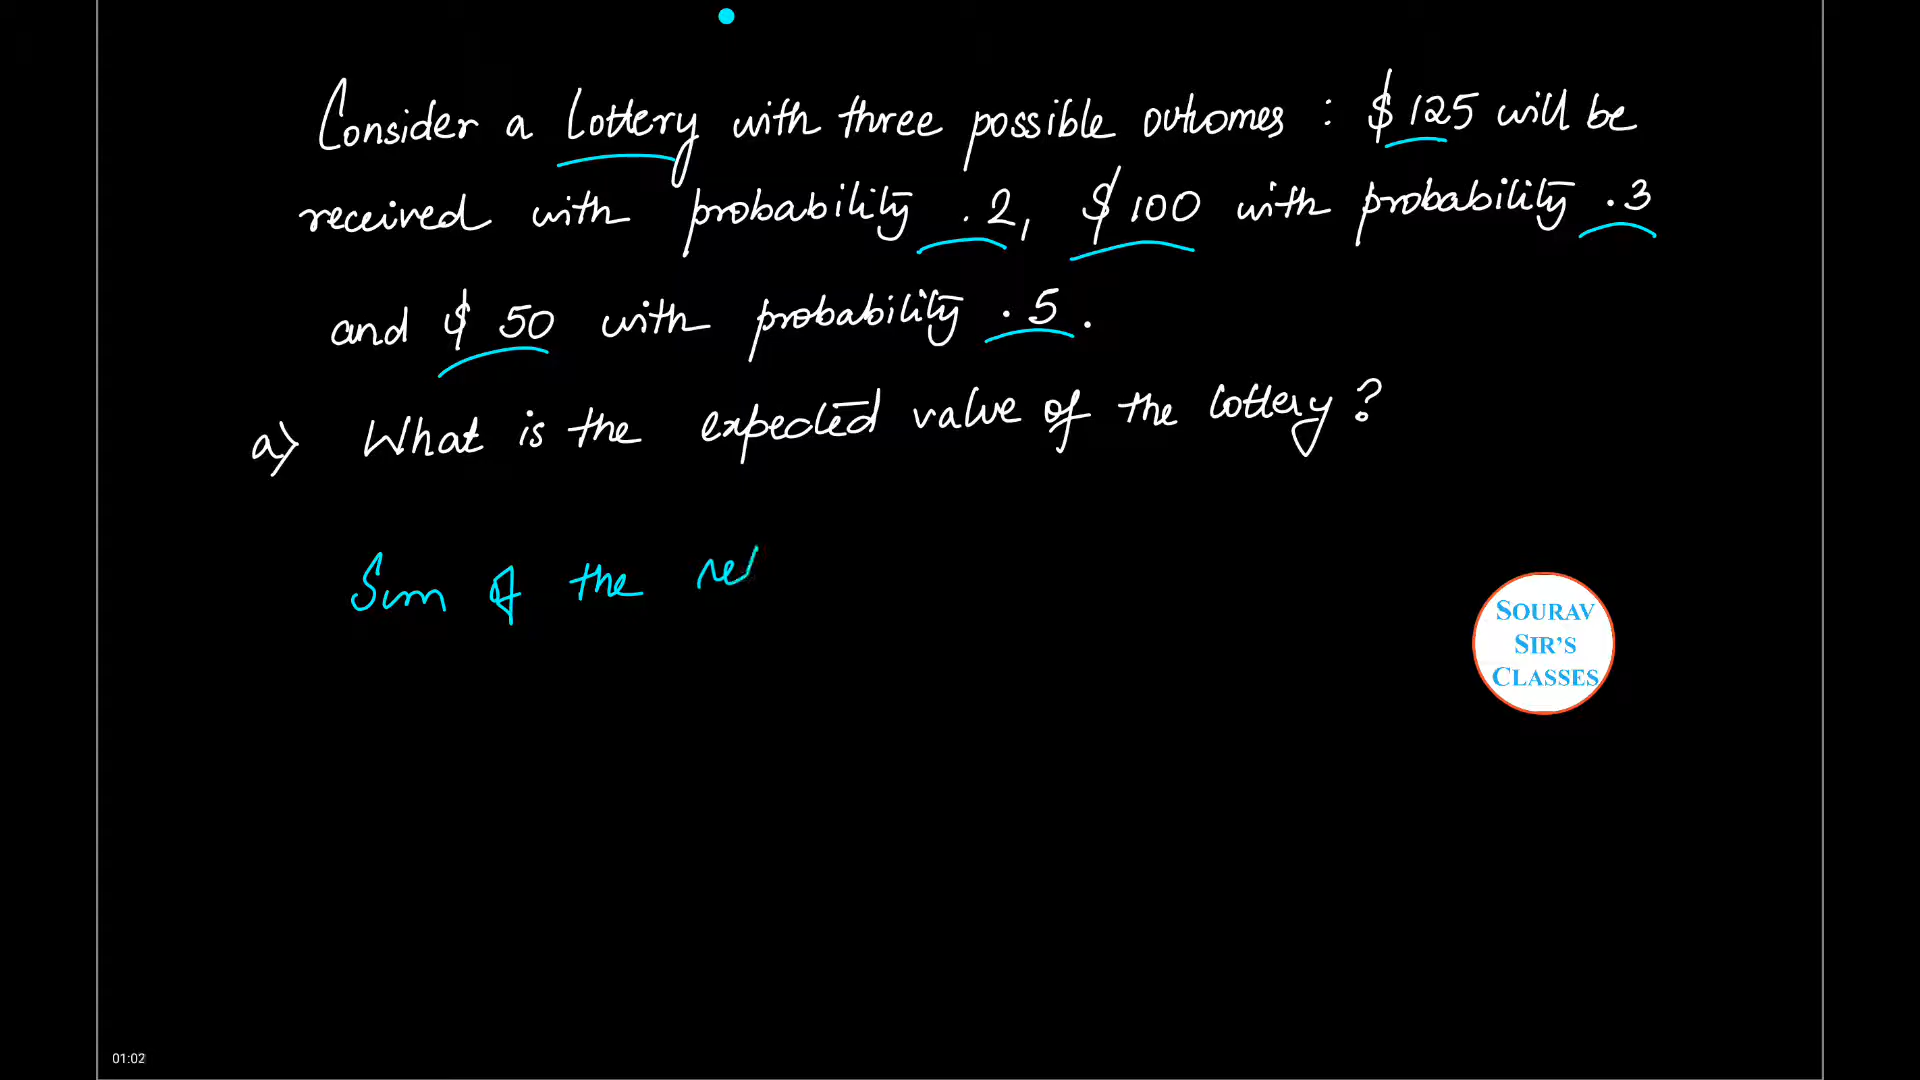 Consider a Lottery with three possible outcomes : $ 125 will be
received with probability .2, $ 100 with probability .3
and $ 50 with probability .5.
a) What is the expected value of the lottery?
Sum of the
SOURAV
SIR'S
CLASSES
01:02